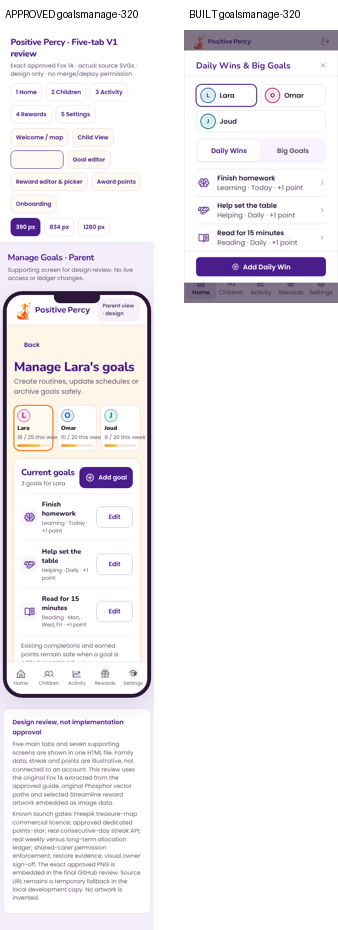 APPROVED goalsmanage-320
Positive Percy · Five-tab V1
review
Exact approved Fox 1A · actual source SVGs ·
design only · no merge/deploy permission
1 Home
2 Children
3 Activity
4 Rewards
5 Settings
Welcome / map
Child View
Goal editor
Reward editor & picker
Award points
Onboarding
390 px
834 px
1280 px
Manage Goals · Parent
Supporting screen for design review. No live
access or ledger changes.
Positive Percy
Parent view
· design
Back
Manage Lara's goals
Create routines, update schedules or
archive goals safely.
L
Lara
18 / 25 this week
O
Omar
10 / 20 this week
J
Joud
8 / 20 this week
Current goals
3 goals for Lara
Add goal
Finish
homework
Learning · Today ·
+1 point
Edit
Help set the
table
Helping · Daily · +1
point
Edit
Read for 15
minutes
Reading · Mon,
Wed, Fri · +1 point
Edit
Existing completions and earned
points remain safe when a goal is
Home
Children
Activity
Rewards
Settings
Design review, not implementation
approval
Five main tabs and seven supporting
screens are shown in one HTML file. Family
data, streak and points are illustrative, not
connected to an account. This review uses
the original Fox 1A extracted from the
approved guide, original Phosphor vector
paths and selected Streamline reward
artwork embedded as image data.
Known launch gates: Freepik treasure-map
commercial licence; approved dedicated
points-star; real consecutive-day streak API;
real weekly versus long-term allocation
ledger; shared-carer permission
enforcement; restore evidence; visual owner
sign-off. The exact approved PNG is
embedded in the final GitHub review. Source
URL remains a temporary fallback in the
local development copy. No artwork is
invented.
BUILT goalsmanage-320
Positive Percy
Daily Wins & Big Goals
×
L
Lara
O
Omar
J
Joud
Daily Wins
Big Goals
Finish homework
Learning · Today · +1 point
Help set the table
Helping · Daily · +1 point
Read for 15 minutes
Reading · Daily · +1 point
Add Daily Win
Home
Children
Activity
Rewards
Settings